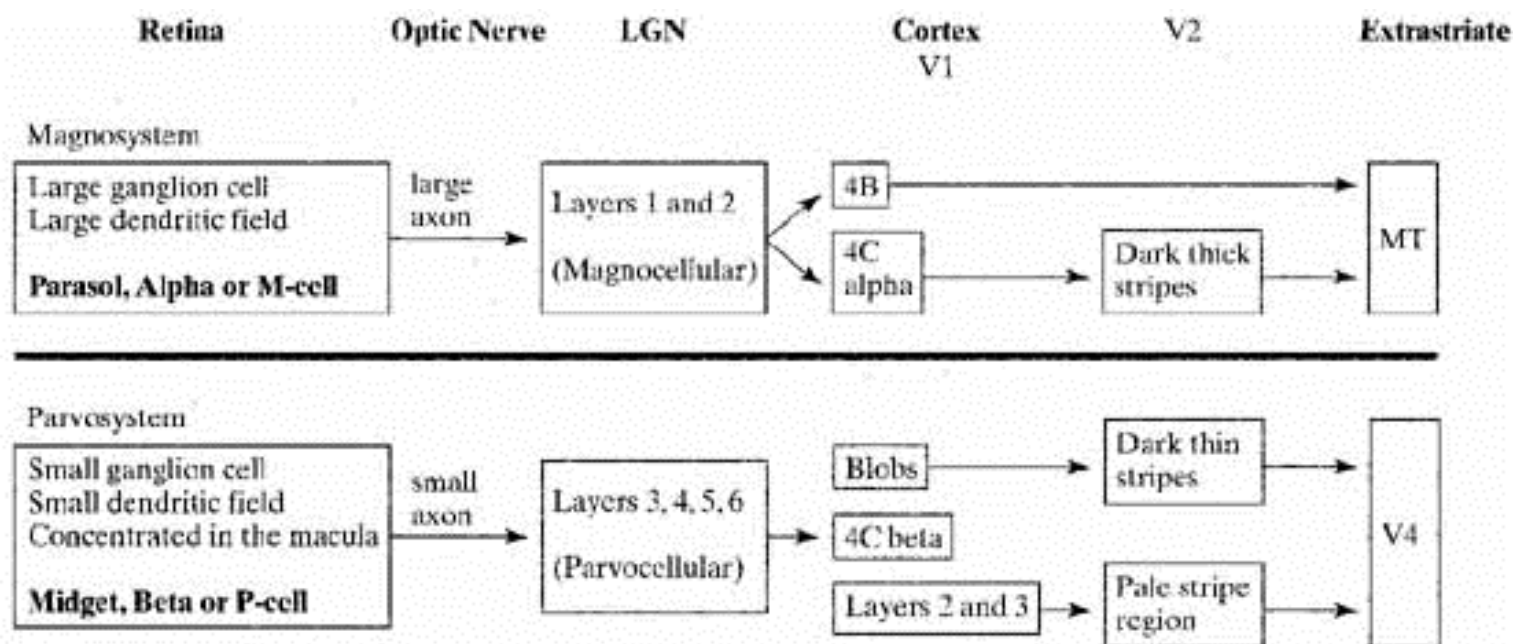 Retina Optic Nerve LGN Cortex V2 Extrastriate
V1
Magnosystem
Large ganglion cell
Large dendritic field
Parasol, Alpha or M-cell
large
axon
Layers 1 and 2
(Magnocellular)
4B
4C
alpha
Dark thick
stripes
MT
Parvosystem
Small ganglion cell
Small dendritic field
Concentrated in the macula
Midget, Beta or P-cell
small
axon
Layers 3, 4, 5, 6
(Parvocellular)
Blobs
4C beta
Layers 2 and 3
Dark thin
stripes
Pale stripe
region
V4